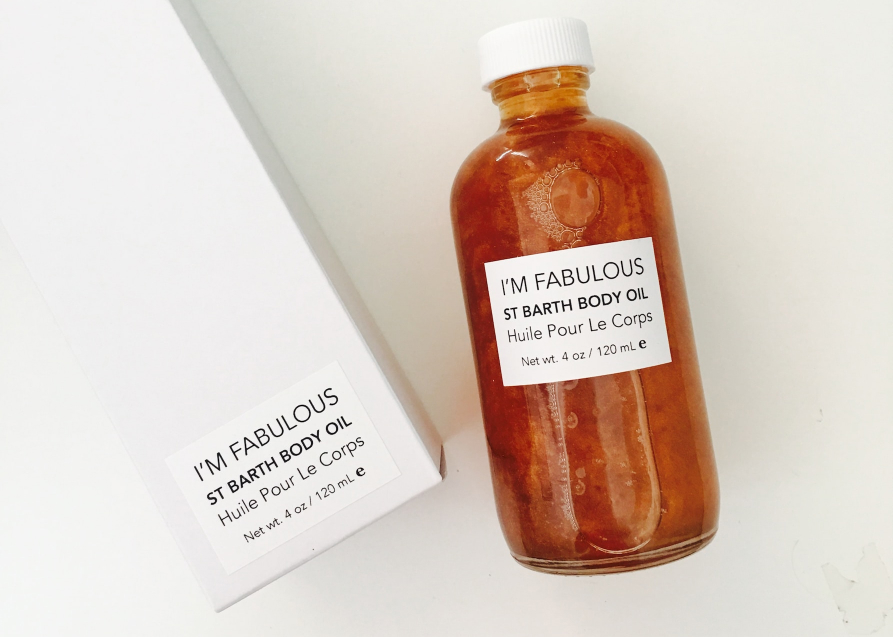 I'M FABULOUS
ST BARTH BODY OIL
Huile Pour Le Corps
Net wt. 4 oz / 120 mL e
I'M FABULOUS
ST BARTH BODY OIL
Huile Pour Le Corps
Net wt. 4 oz / 120 mL e